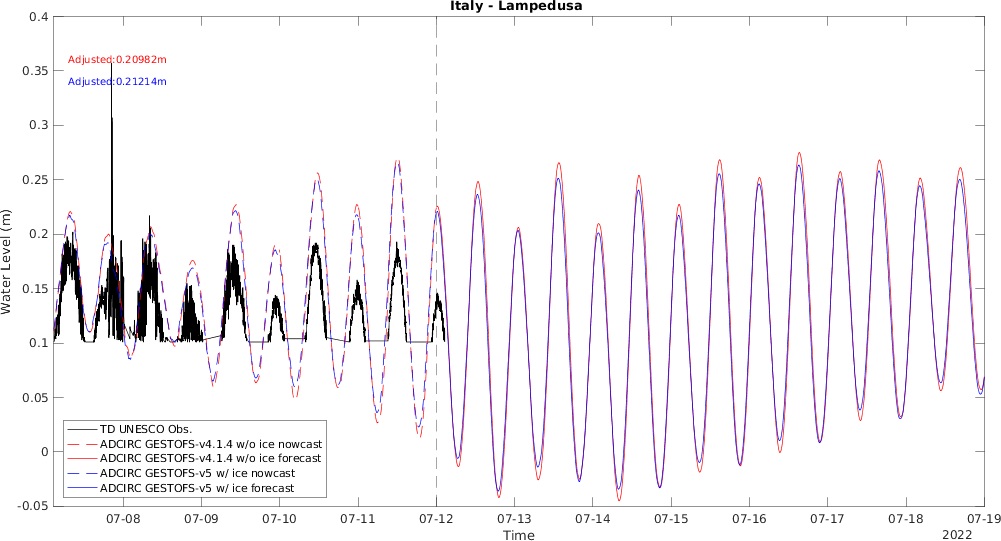 Italy - Lampedusa
0.4
0.35
0.3
0.25
0.2
0.15
0.1
0.05
0
-0.05
Water Level (m)
Adjusted:0.20982m
Adjusted:0.21214m
TD UNESCO Obs.
ADCIRC GESTOFS-v4.1.4 w/o ice nowcast
ADCIRC GESTOFS-v4.1.4 w/o ice forecast
ADCIRC GESTOFS-v5 w/ ice nowcast
ADCIRC GESTOFS-v5 w/ ice forecast
07-08 07-09 07-10 07-11 07-12 07-13 07-14 07-15 07-16 07-17 07-18 07-19
Time
2022